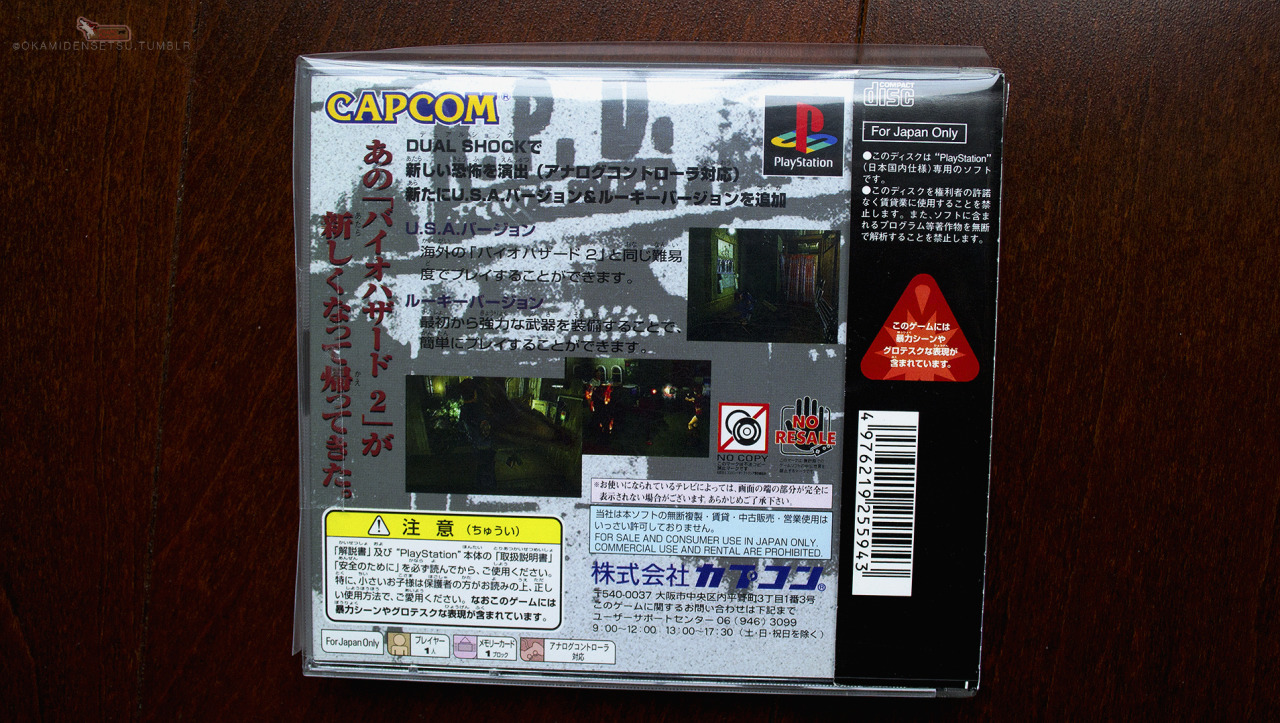 ©OKAMIDENSETSU.TUMBLR
CAPCOM®
あの「バイオハザード 2」が
新しくなって帰ってきた。
DUAL SHOCKで
新しい恐怖を演出（アナログコントローラ対応）
新たにU.S.A.バージョン＆ルーキーバージョンを追加
U.S.A.バージョン
海外の「バイオハザード 2」と同じ難易
度でプレイすることができます。
ルーキーバージョン
最初から強力な武器を装備することで、
簡単にプレイすることができます。
PlayStation
NO COPY
NO
RESALE
※お使いになられているテレビによっては、画面の端の部分が完全に
表示されない場合がございます。あらかじめご了承下さい。
当社は本ソフトの無断複製・賃貸・中古販売・営業使用は
いっさい許可しておりません。
FOR SALE AND CONSUMER USE IN JAPAN ONLY.
COMMERCIAL USE AND RENTAL ARE PROHIBITED.
株式会社カプコン®
〒540-0037 大阪市中央区内平野町3丁目1番3号
このゲームに関するお問い合わせは下記まで
ユーザーサポートセンター 06（946）3099
9：00～12：00 13：00～17：30（土・日・祝日を除く）
注意（ちゅうい）
「解説書」及び“PlayStation”本体の「取扱説明書」
「安全のために」を必ず読んでから、ご使用ください。
特に、小さいお子様は保護者の方がお読みの上、正し
い使用方法で、ご愛用ください。なおこのゲームには
暴力シーンやグロテスクな表現が含まれています。
For Japan Only
プレイヤー
1人
メモリーカード
1ブロック
アナログコントローラ
対応
COMPACT
disc
For Japan Only
●このディスクは“PlayStation”
（日本国内仕様）専用のソフト
です。
●このディスクを権利者の許諾
なく賃貸業に使用することを禁
止します。また、ソフトに含ま
れるプログラム等著作物を無断
で解析することを禁止します。
このゲームには
暴力シーンや
グロテスクな表現が
含まれています。
4976219255943